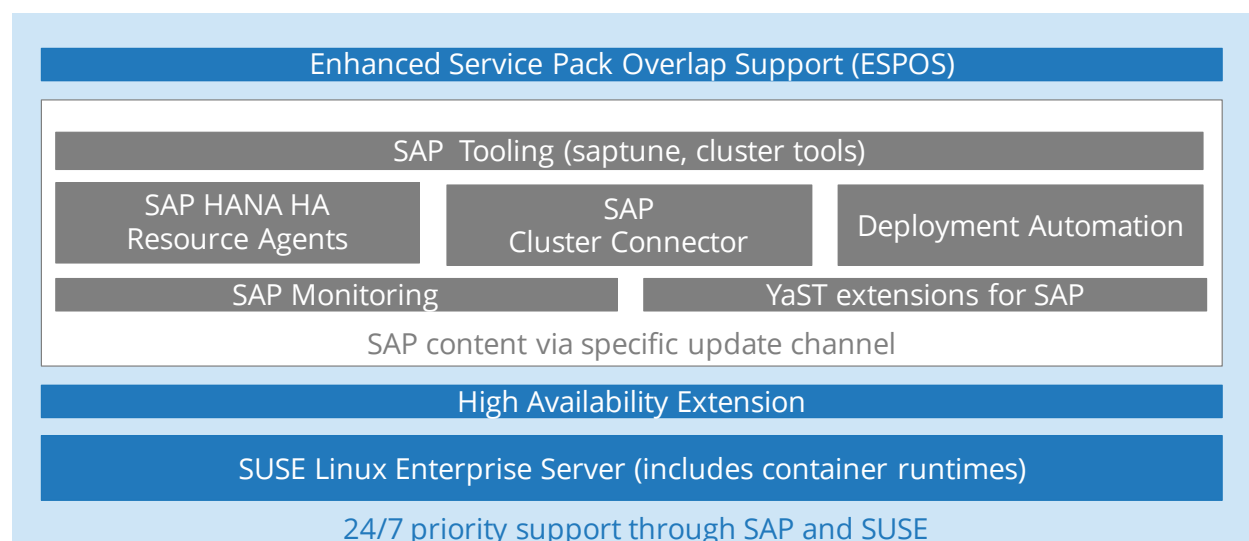 Enhanced Service Pack Overlap Support (ESPOS)
SAP Tooling (saptune, cluster tools)
SAP HANA HA
Resource Agents
SAP
Cluster Connector
Deployment Automation
SAP Monitoring
YaST extensions for SAP
SAP content via specific update channel
High Availability Extension
SUSE Linux Enterprise Server (includes container runtimes)
24/7 priority support through SAP and SUSE